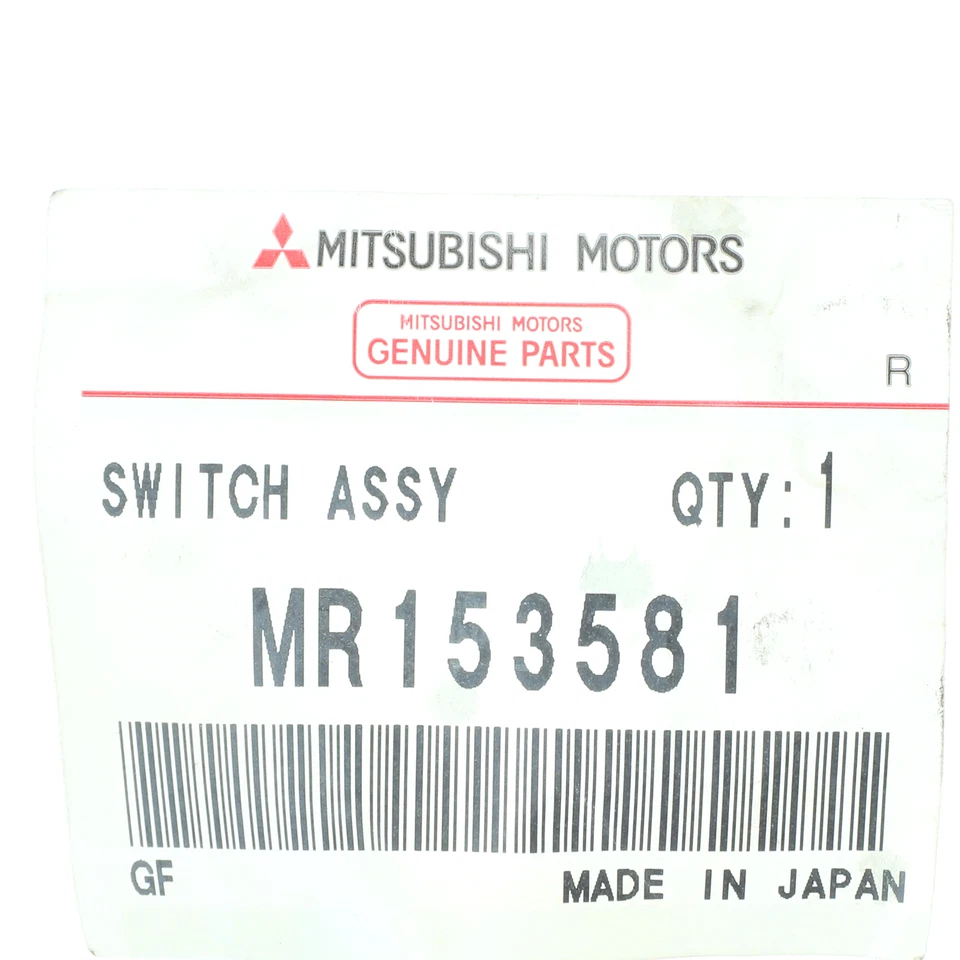 MITSUBISHI MOTORS
MITSUBISHI MOTORS
GENUINE PARTS
R
SWITCH ASSY QTY:1
MR153581
GF MADE IN JAPAN